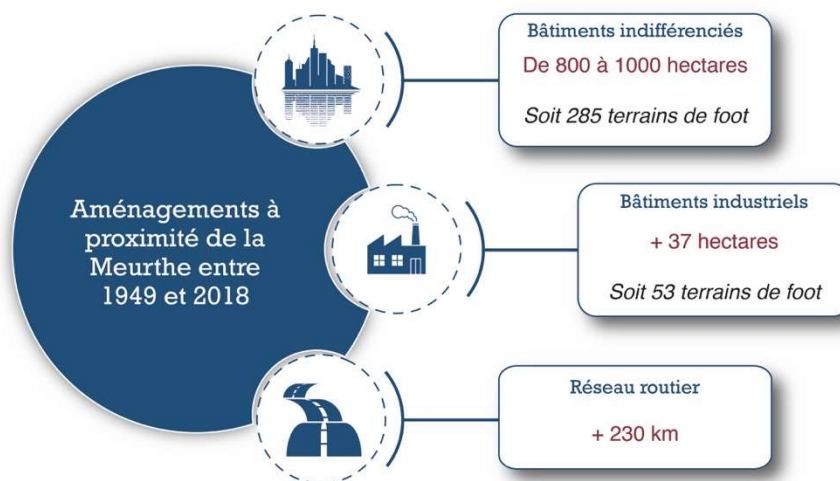 Aménagements à
proximité de la
Meurthe entre
1949 et 2018
Bâtiments indifférenciés
De 800 à 1000 hectares
Soit 285 terrains de foot
Bâtiments industriels
+ 37 hectares
Soit 53 terrains de foot
Réseau routier
+ 230 km